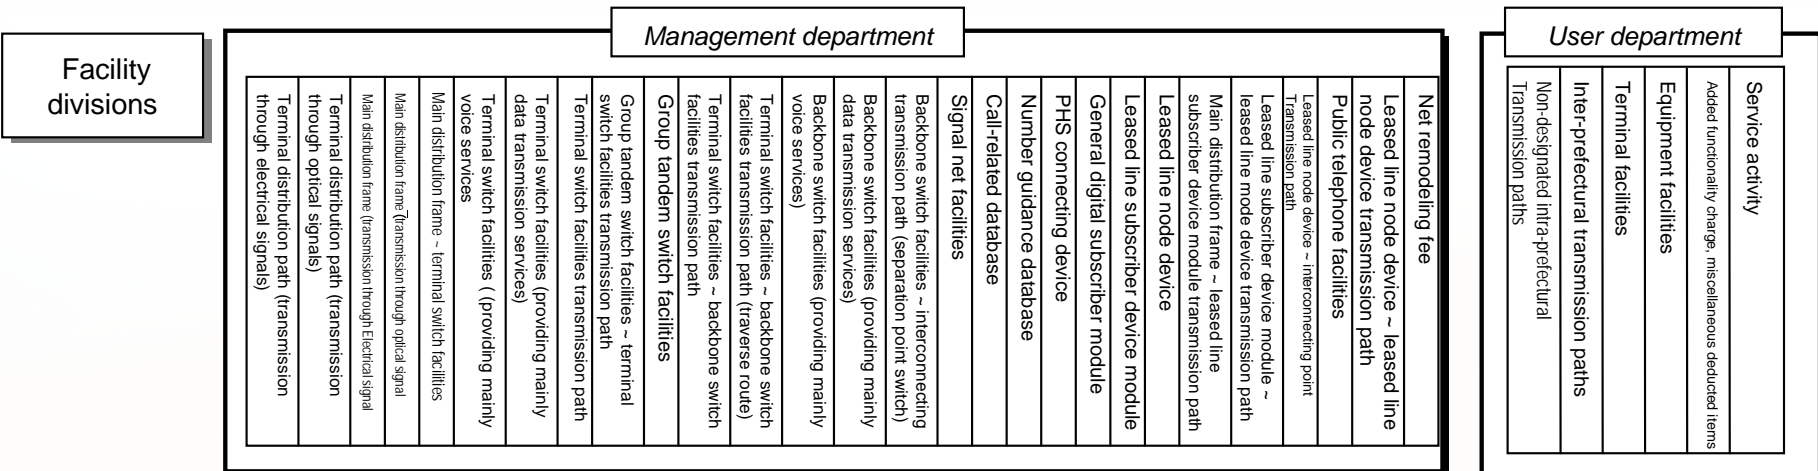 Facility
divisions
Management department
Terminal distribution path (transmission
through electrical signals)
Terminal distribution path (transmission
through optical signals)
Main distribution frame (transmission through Electrical signal
Main distribution frame (transmission through optical signal
Main distribution frame ~ terminal switch facilities
Terminal switch facilities ( (providing mainly
voice services
Terminal switch facilities (providing mainly
data transmission services)
Terminal switch facilities transmission path
Group tandem switch facilities ~ terminal
switch facilities transmission path
Group tandem switch facilities
Terminal switch facilities ~ backbone switch
facilities transmission path
Terminal switch facilities ~ backbone switch
facilities transmission path (traverse route)
Backbone switch facilities (providing mainly
voice services)
Backbone switch facilities (providing mainly
data transmission services)
Backbone switch facilities ~ interconnecting
transmission path (separation point switch)
Signal net facilities
Call-related database
Number guidance database
PHS connecting device
General digital subscriber module
Leased line subscriber device module
Leased line node device
Main distribution frame ~ leased line
subscriber device module transmission path
Leased line subscriber device module ~
leased line mode device transmission path
Leased line node device ~ interconnecting point
Transmission path
Public telephone facilities
Leased line node device ~ leased line
node device transmission path
Net remodeling fee
User department
Non-designated intra-prefectural
Transmission paths
Inter-prefectural transmission paths
Terminal facilities
Equipment facilities
Added functionality charge, miscellaneous deducted items
Service activity